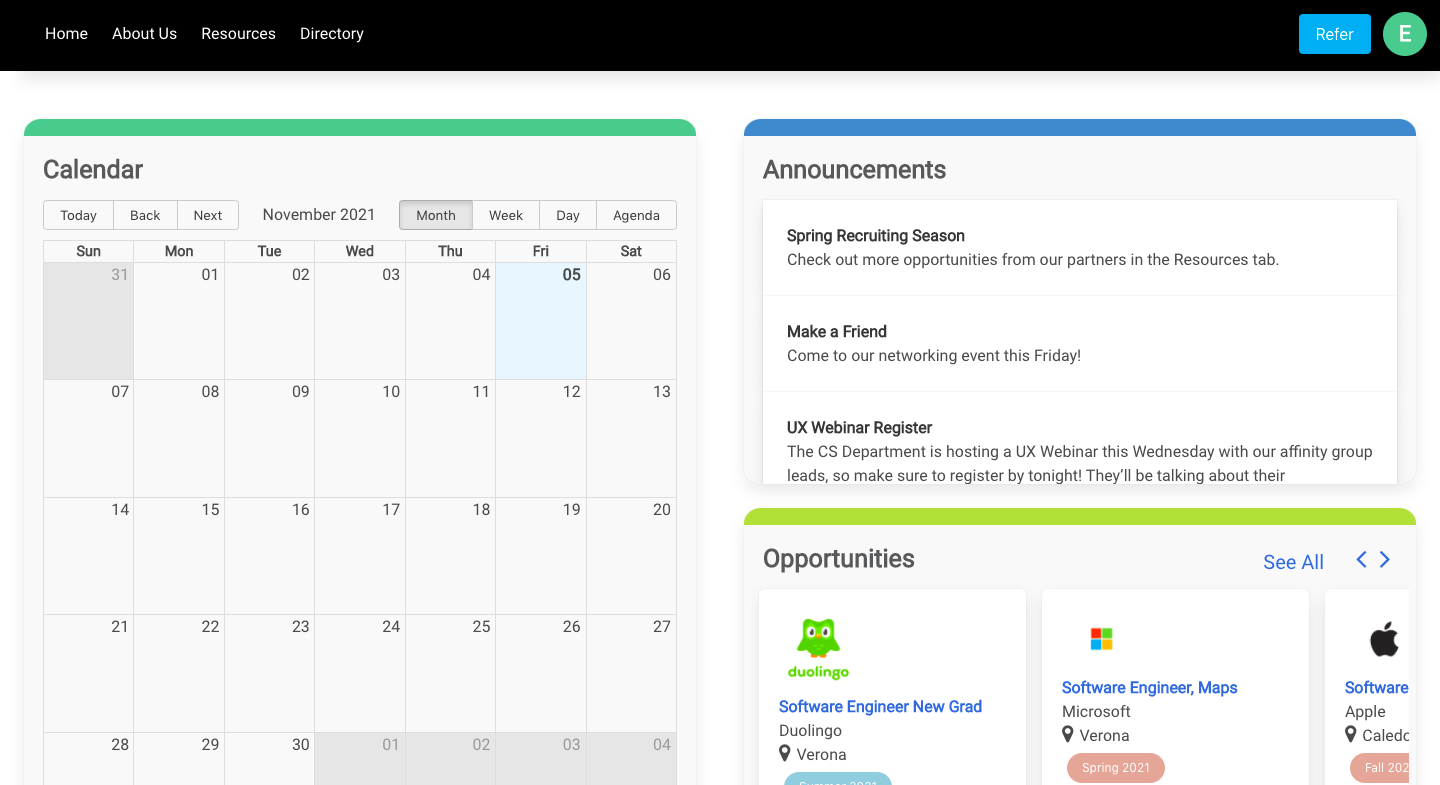 Home About Us Resources Directory Refer E
Calendar
Today Back Next November 2021 Month Week Day Agenda
Sun Mon Tue Wed Thu Fri Sat
31 01 02 03 04 05 06
07 08 09 10 11 12 13
14 15 16 17 18 19 20
21 22 23 24 25 26 27
28 29 30 01 02 03 04
Announcements
Spring Recruiting Season
Check out more opportunities from our partners in the Resources tab.
Make a Friend
Come to our networking event this Friday!
UX Webinar Register
The CS Department is hosting a UX Webinar this Wednesday with our affinity group
leads, so make sure to register by tonight! They’ll be talking about their
Opportunities See All
duolingo
Software Engineer New Grad
Duolingo
Verona
Software Engineer, Maps
Microsoft
Verona
Spring 2021
Software
Apple